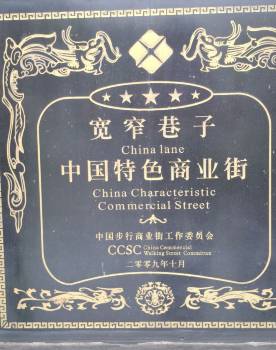 宽窄巷子
China lane
中国特色商业街
China Characteristic
Commercial Street
中国步行商业街工作委员会
CCSC China Commercial
Walking Street Committee
二零零九年十月